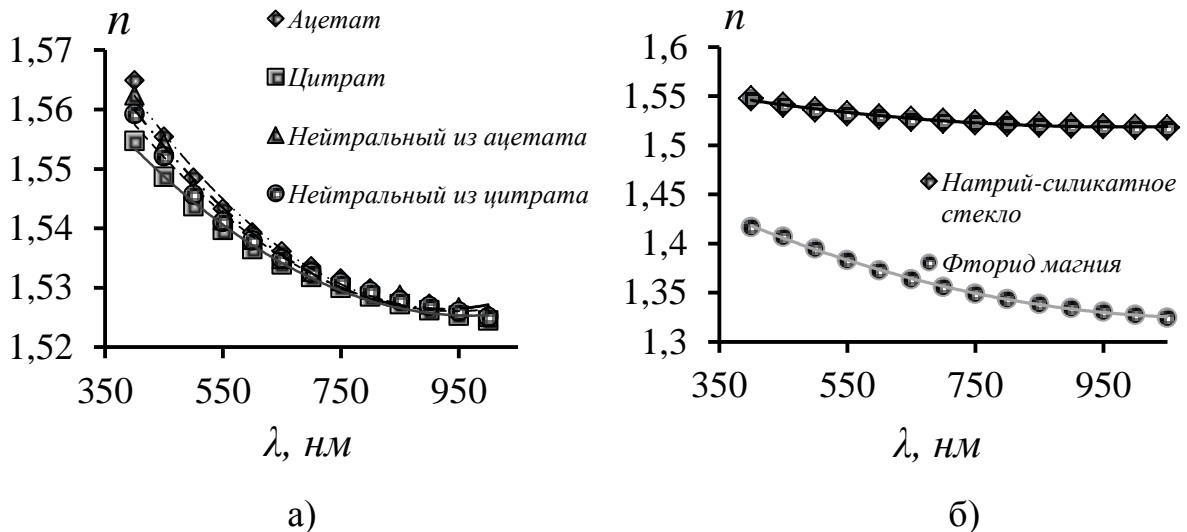 n
Ацетат
Цитрат
Нейтральный из ацетата
Нейтральный из цитрата
1,57
1,56
1,55
1,54
1,53
1,52
350 550 750 950
λ, нм
а)
n
1,6
1,55
1,5
1,45
1,4
1,35
1,3
Натрий-силикатное
стекло
Фторид магния
350 550 750 950
λ, нм
б)